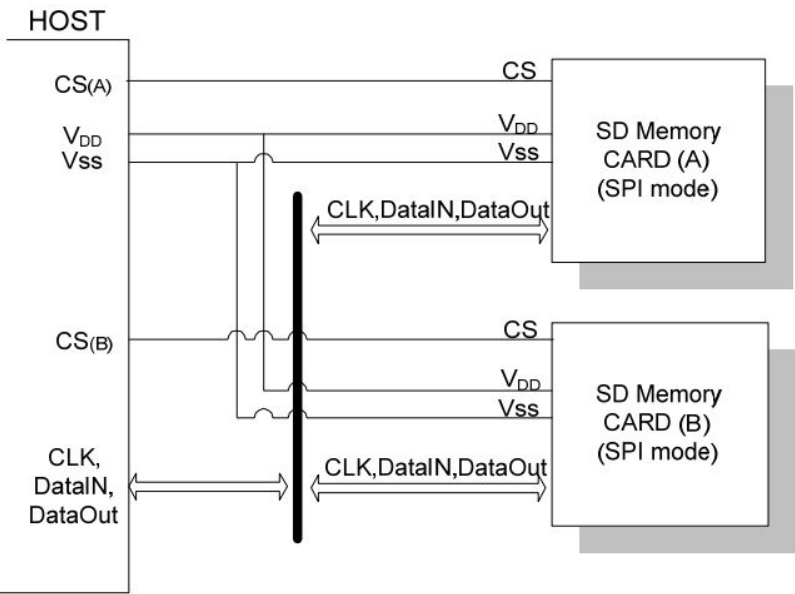 HOST
CS(A)
VDD
Vss
CS
VDD
Vss
SD Memory
CARD (A)
(SPI mode)
CLK,DataIN,DataOut
CS(B)
CS
VDD
Vss
SD Memory
CARD (B)
(SPI mode)
CLK,
DataIN,
DataOut
CLK,DataIN,DataOut